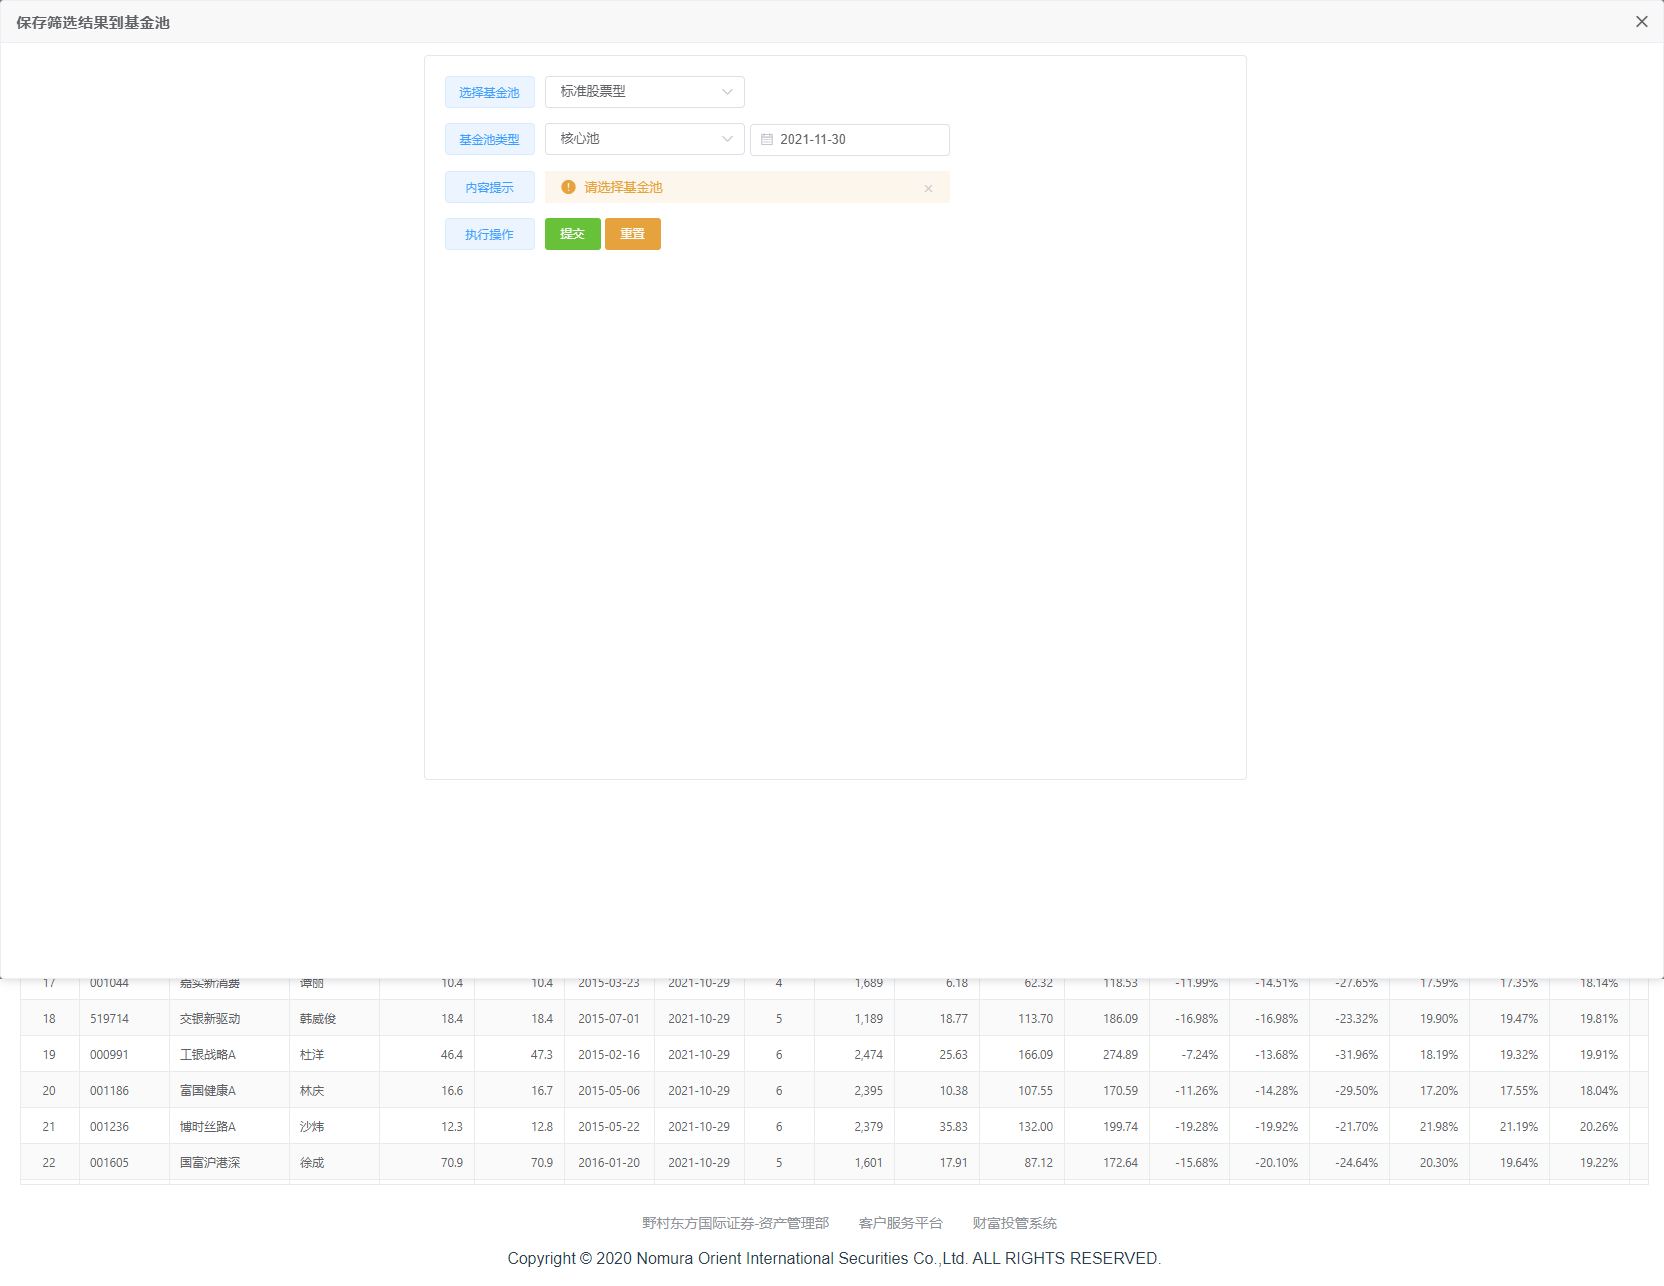 保存筛选结果到基金池
选择基金池 标准股票型
基金池类型 核心池 2021-11-30
内容提示 请选择基金池
执行操作 提交 重置
17 001044 嘉实新消费 谭丽 10.4 10.4 2015-03-23 2021-10-29 4 1,689 6.18 62.32 118.53 -11.99% -14.51% -27.65% 17.59% 17.35% 18.14%
18 519714 交银新驱动 韩威俊 18.4 18.4 2015-07-01 2021-10-29 5 1,189 18.77 113.70 186.09 -16.98% -16.98% -23.32% 19.90% 19.47% 19.81%
19 000991 工银战略A 杜洋 46.4 47.3 2015-02-16 2021-10-29 6 2,474 25.63 166.09 274.89 -7.24% -13.68% -31.96% 18.19% 19.32% 19.91%
20 001186 富国健康A 林庆 16.6 16.7 2015-05-06 2021-10-29 6 2,395 10.38 107.55 170.59 -11.26% -14.28% -29.50% 17.20% 17.55% 18.04%
21 001236 博时丝路A 沙炜 12.3 12.8 2015-05-22 2021-10-29 6 2,379 35.83 132.00 199.74 -19.28% -19.92% -21.70% 21.98% 21.19% 20.26%
22 001605 国富沪港深 徐成 70.9 70.9 2016-01-20 2021-10-29 5 1,601 17.91 87.12 172.64 -15.68% -20.10% -24.64% 20.30% 19.64% 19.22%
野村东方国际证券-资产管理部 客户服务平台 财富投管系统
Copyright © 2020 Nomura Orient International Securities Co.,Ltd. ALL RIGHTS RESERVED.